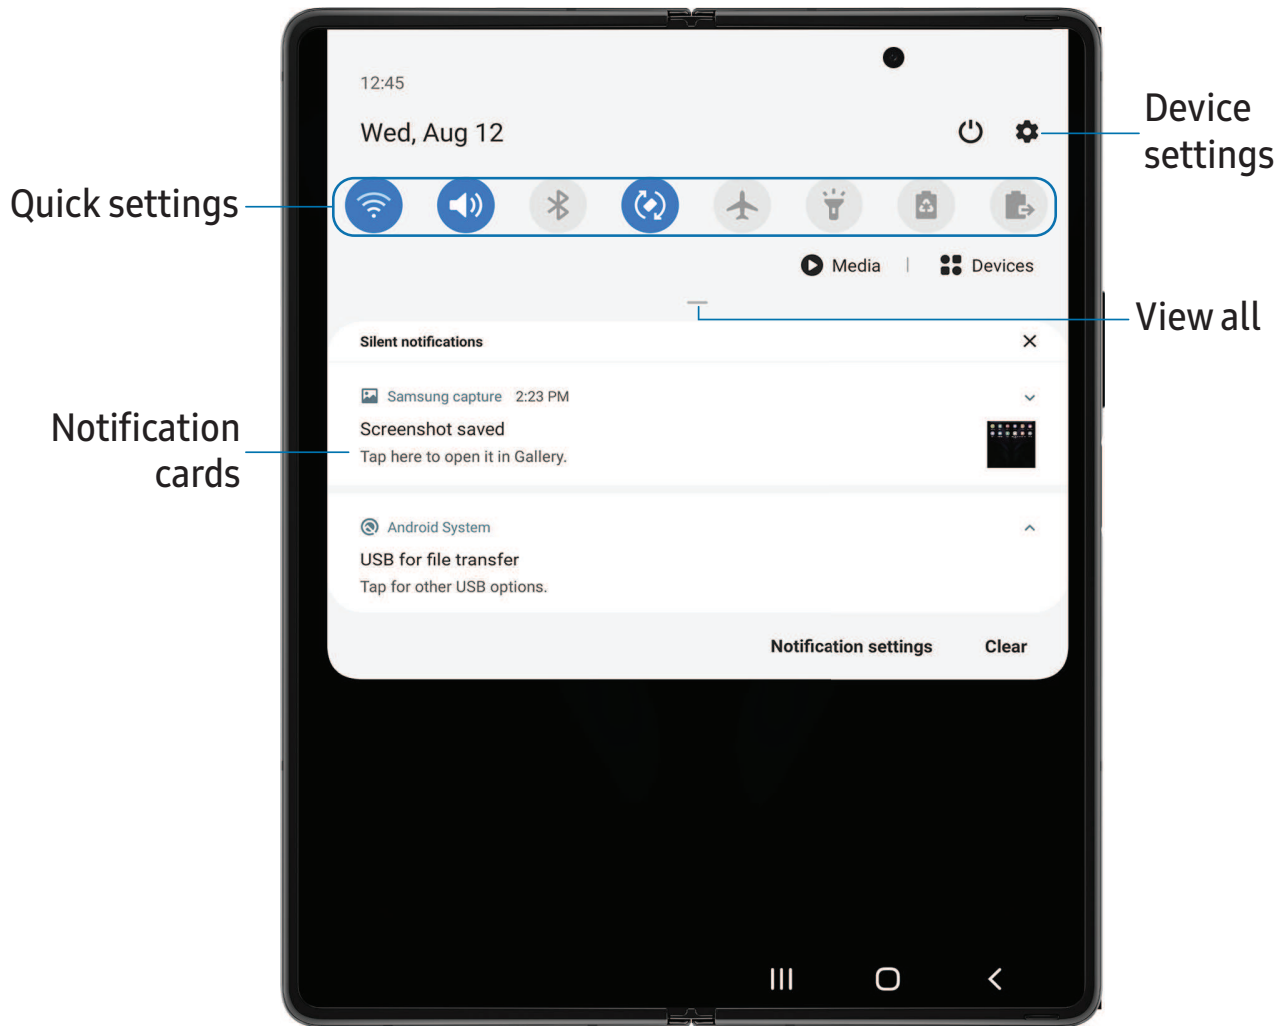 12:45
Wed, Aug 12
Device
settings
Quick settings
Media | Devices
View all
Silent notifications
Samsung capture 2:23 PM
Screenshot saved
Tap here to open it in Gallery.
Notification
cards
Android System
USB for file transfer
Tap for other USB options.
Notification settings Clear